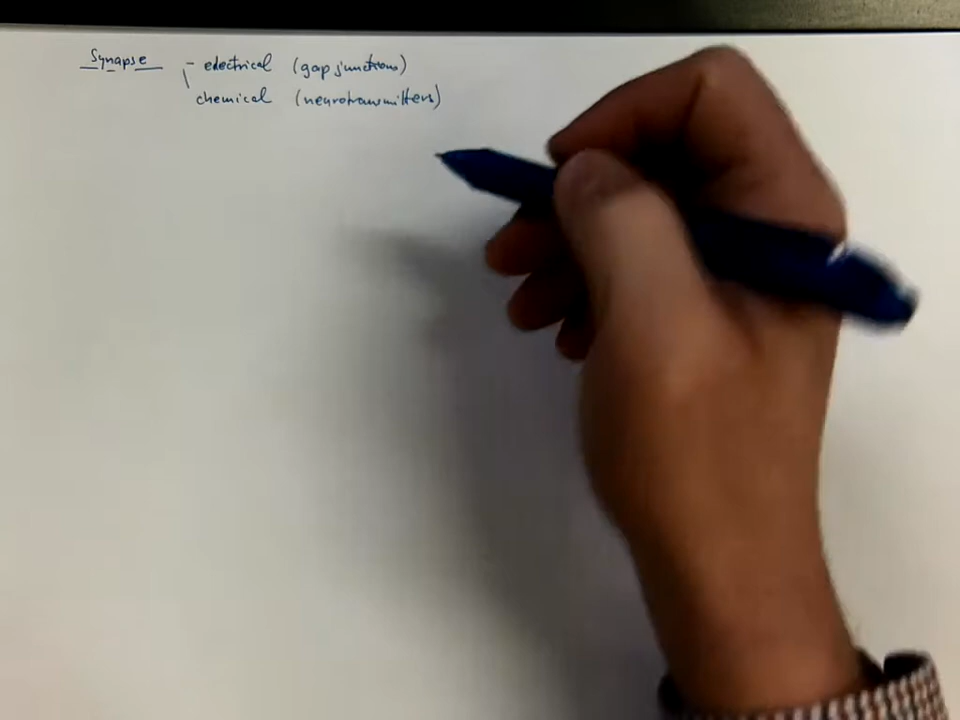 Synapse - electrical (gap junctions)
chemical (neurotransmitters)